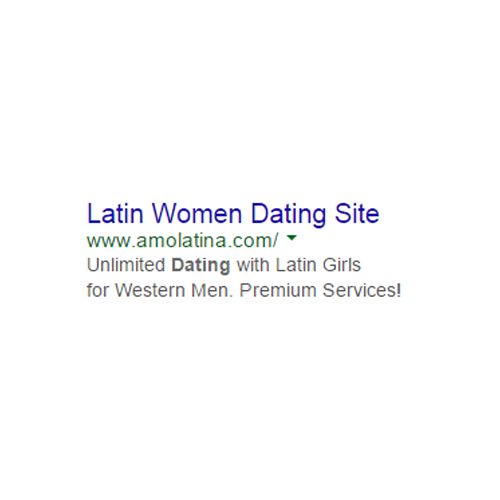 Latin Women Dating Site
www.amolatina.com/
Unlimited Dating with Latin Girls
for Western Men. Premium Services!